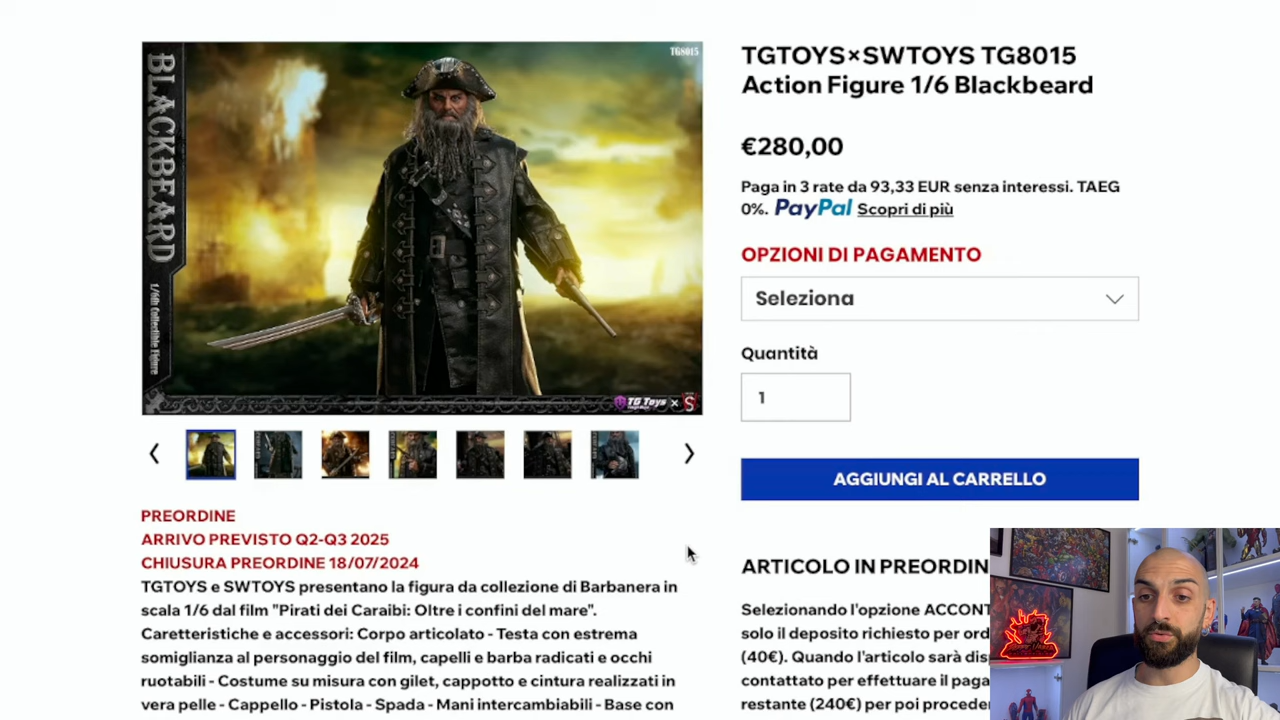 TG8015
BLACKBEARD
1/6th Collectible Figure
TG Toys × S
TGTOYS×SWTOYS TG8015
Action Figure 1/6 Blackbeard
€280,00
Paga in 3 rate da 93,33 EUR senza interessi. TAEG
0%. PayPal Scopri di più
OPZIONI DI PAGAMENTO
Seleziona
Quantità
1
AGGIUNGI AL CARRELLO
PREORDINE
ARRIVO PREVISTO Q2-Q3 2025
CHIUSURA PREORDINE 18/07/2024
TGTOYS e SWTOYS presentano la figura da collezione di Barbanera in
scala 1/6 dal film "Pirati dei Caraibi: Oltre i confini del mare".
Caretteristiche e accessori: Corpo articolato - Testa con estrema
somiglianza al personaggio del film, capelli e barba radicati e occhi
ruotabili - Costume su misura con gilet, cappotto e cintura realizzati in
vera pelle - Cappello - Pistola - Spada - Mani intercambiabili - Base con
ARTICOLO IN PREORDIN
Selezionando l'opzione ACCONT
solo il deposito richiesto per ord
(40€). Quando l'articolo sarà dis
contattato per effettuare il paga
restante (240€) per poi proceder